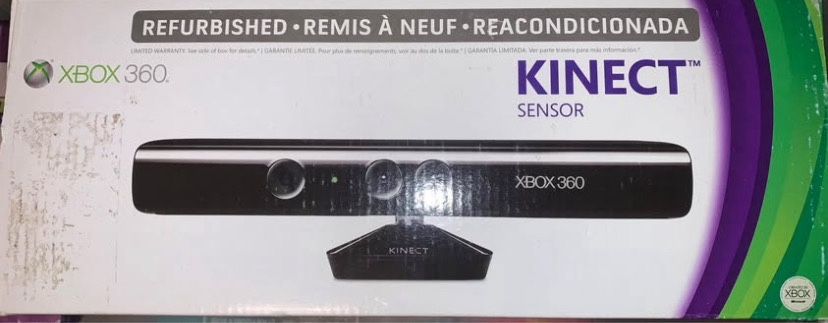 REFURBISHED • REMIS À NEUF • REACONDICIONADA
LIMITED WARRANTY. See side of box for details.* | GARANTIE LIMITÉE. Pour plus de renseignements, voir au dos de la boîte.* | GARANTÍA LIMITADA. Ver parte trasera para más información.*
XBOX 360
KINECT™
SENSOR
XBOX 360
KINECT
XBOX